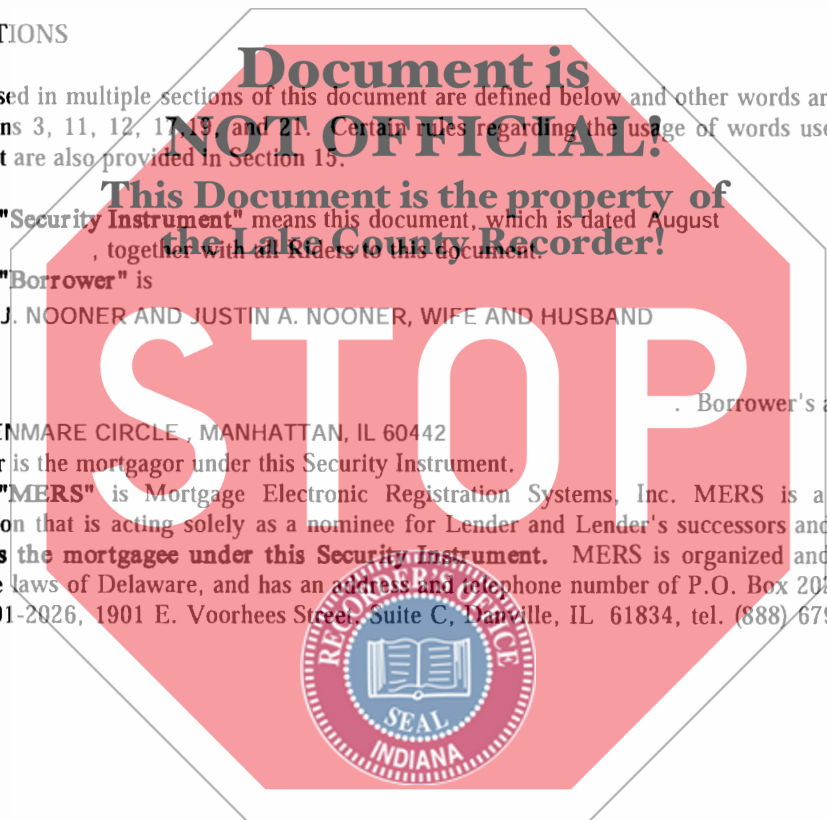 TIONS
Document is
sed in multiple sections of this document are defined below and other words ar
NOT OFFICIAL!
ns 3, 11, 12, 17,19, and 21. Certain rules regarding the usage of words use
t are also provided in Section 15.
This Document is the property of
"Security Instrument" means this document, which is dated August
the Lake County Recorder!
, together with all Riders to this document.
"Borrower" is
J. NOONER AND JUSTIN A. NOONER, WIFE AND HUSBAND
STOP
. Borrower's a
ENMARE CIRCLE , MANHATTAN, IL 60442
r is the mortgagor under this Security Instrument.
"MERS" is Mortgage Electronic Registration Systems, Inc. MERS is a
on that is acting solely as a nominee for Lender and Lender's successors and
s the mortgagee under this Security Instrument. MERS is organized and
e laws of Delaware, and has an address and telephone number of P.O. Box 202
01-2026, 1901 E. Voorhees Street, Suite C, Danville, IL 61834, tel. (888) 679
RECORDER'S OFFICE
SEAL
INDIANA